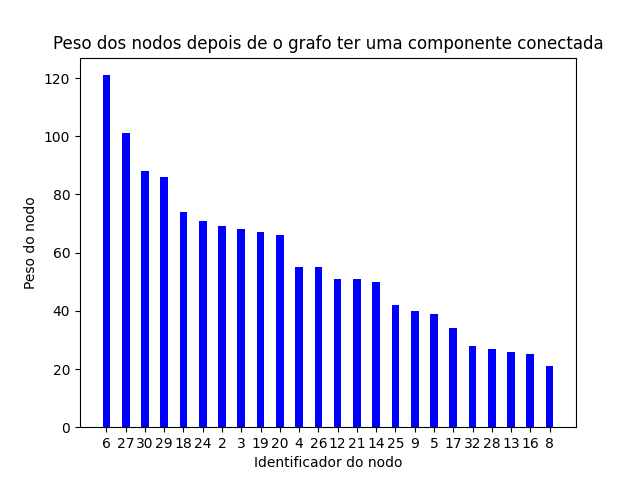 Peso dos nodos depois de o grafo ter uma componente conectada
120
100
80
60
40
20
0
Peso do nodo
6 27 30 29 18 24 2 3 19 20 4 26 12 21 14 25 9 5 17 32 28 13 16 8
Identificador do nodo